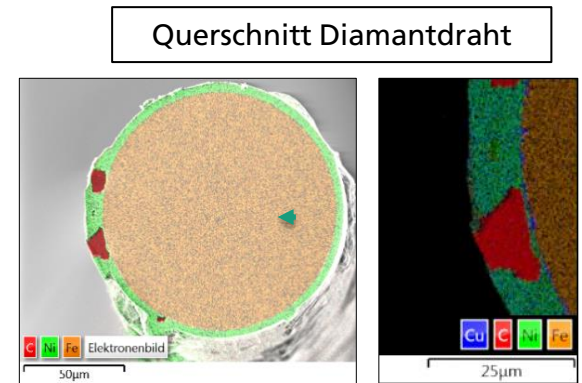 Querschnitt Diamantdraht
C Ni Fe Elektronenbild
50µm
Cu C Ni Fe
25µm